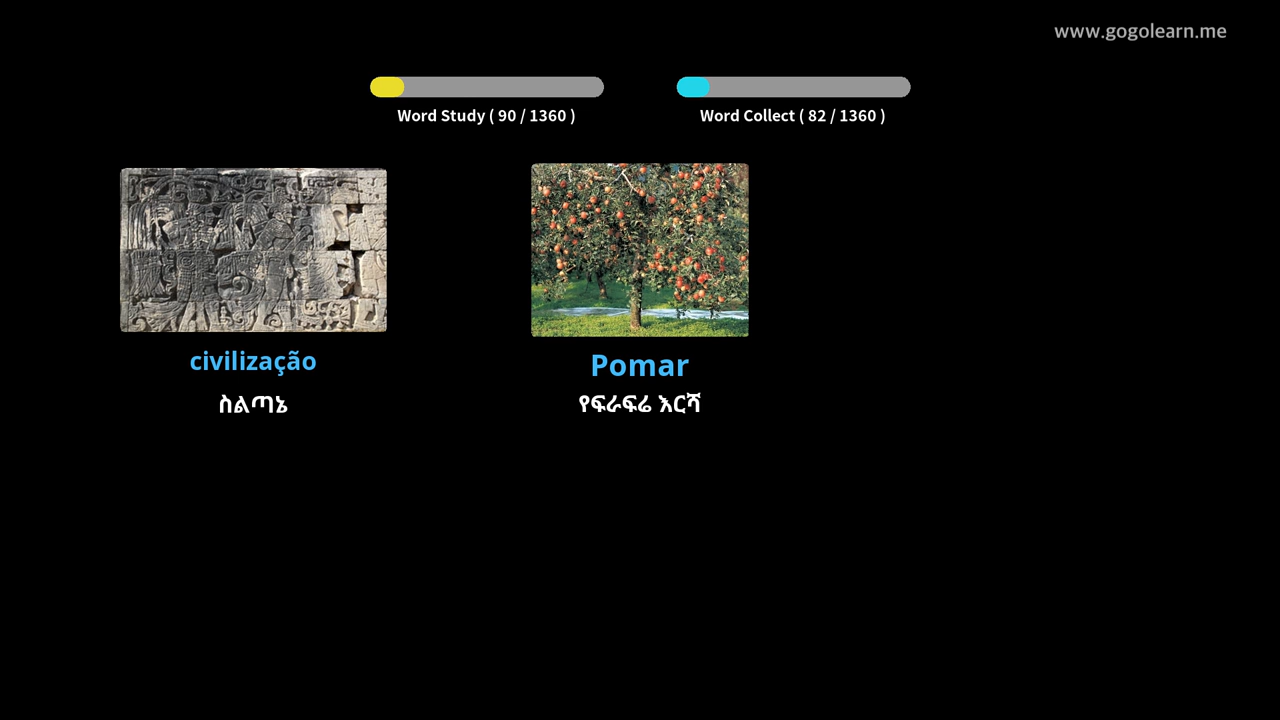 www.gogolearn.me
Word Study ( 90 / 1360 )
Word Collect ( 82 / 1360 )
civilização
ስልጣኔ
Pomar
የፍራፍሬ እርሻ